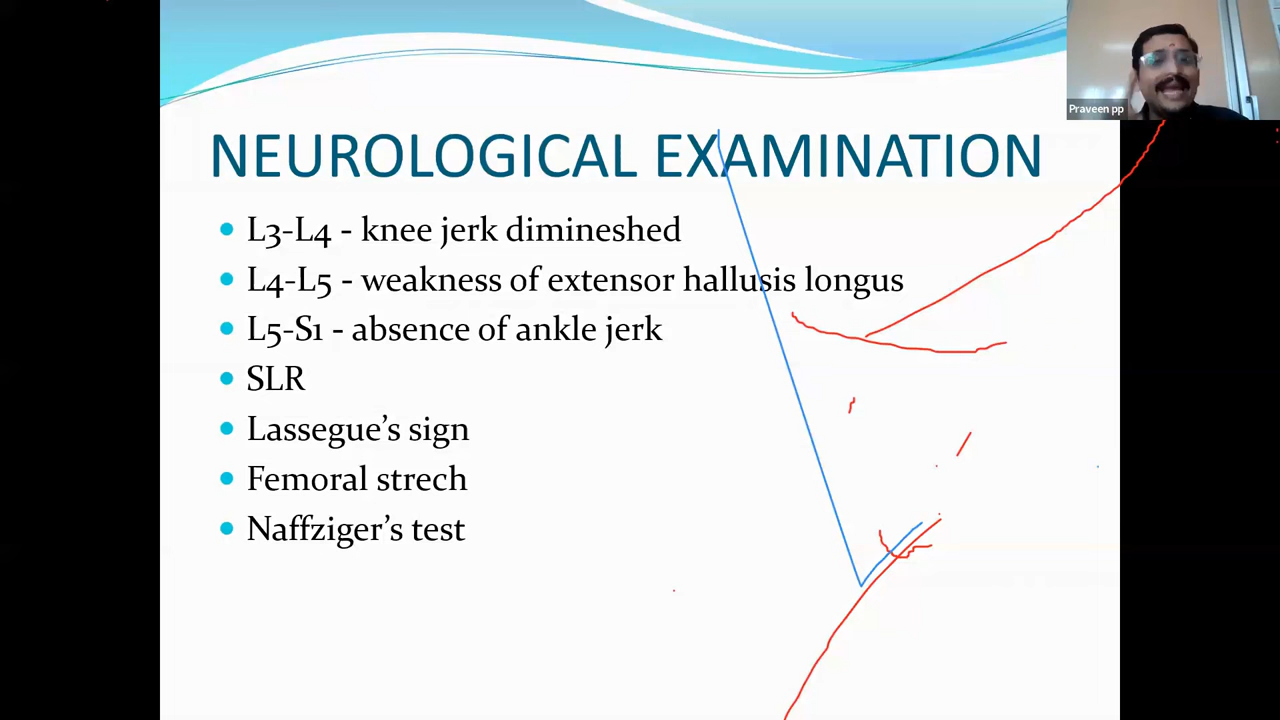 Praveen pp
NEUROLOGICAL EXAMINATION
L3-L4 - knee jerk dimineshed
L4-L5 - weakness of extensor hallusis longus
L5-S1 - absence of ankle jerk
SLR
Lassegue’s sign
Femoral strech
Naffziger’s test